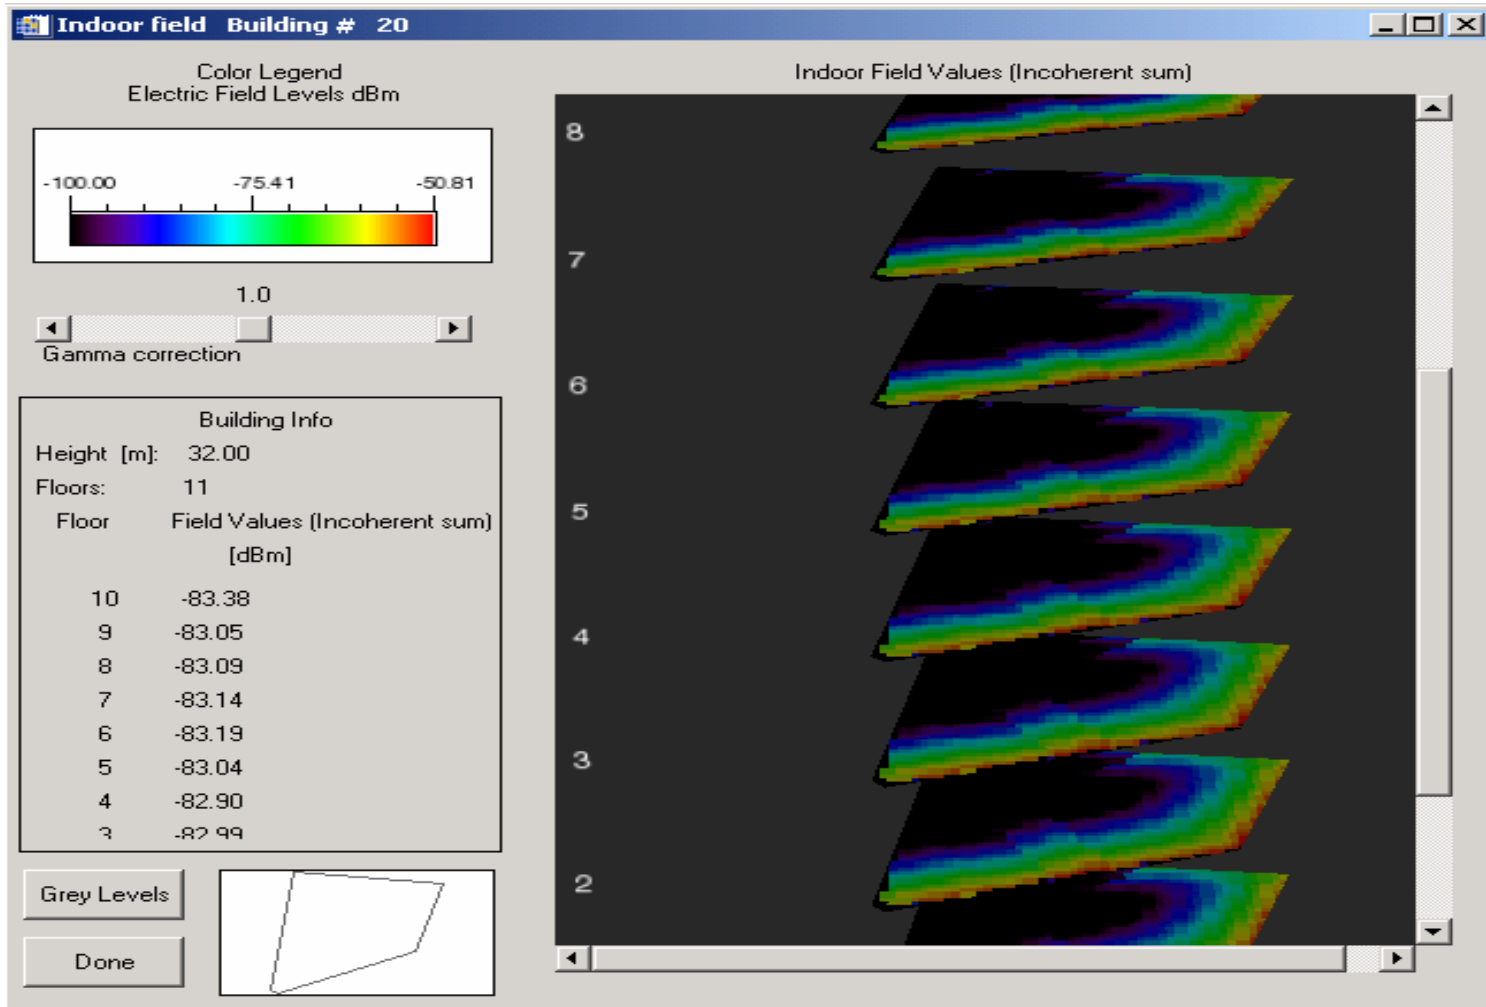 Indoor field Building # 20
Color Legend
Electric Field Levels dBm
-100.00 -75.41 -50.81
1.0
Gamma correction
Building Info
Height [m]: 32.00
Floors: 11
Floor Field Values (Incoherent sum)
[dBm]
10 -83.38
9 -83.05
8 -83.09
7 -83.14
6 -83.19
5 -83.04
4 -82.90
3 -82.99
Grey Levels
Done
Indoor Field Values (Incoherent sum)
8
7
6
5
4
3
2